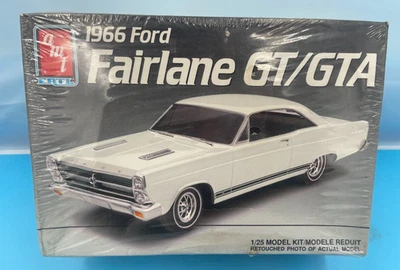 1966 Ford
amt
ERTL
Fairlane GT/GTA
1/25 MODEL KIT/MODELE REDUIT
RETOUCHED PHOTO OF ACTUAL MODEL